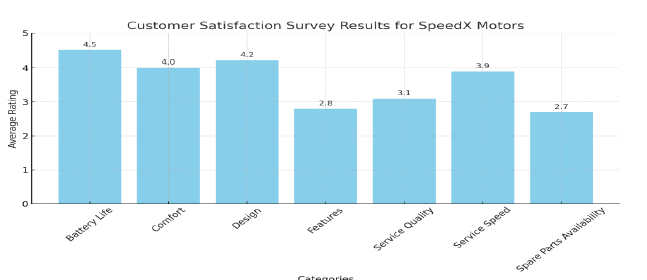 Customer Satisfaction Survey Results for SpeedX Motors
5
4
3
2
1
0
Average Rating
4.5
4.0
4.2
2.8
3.1
3.9
2.7
Battery Life
Comfort
Design
Features
Service Quality
Service Speed
Spare Parts Availability
Categories